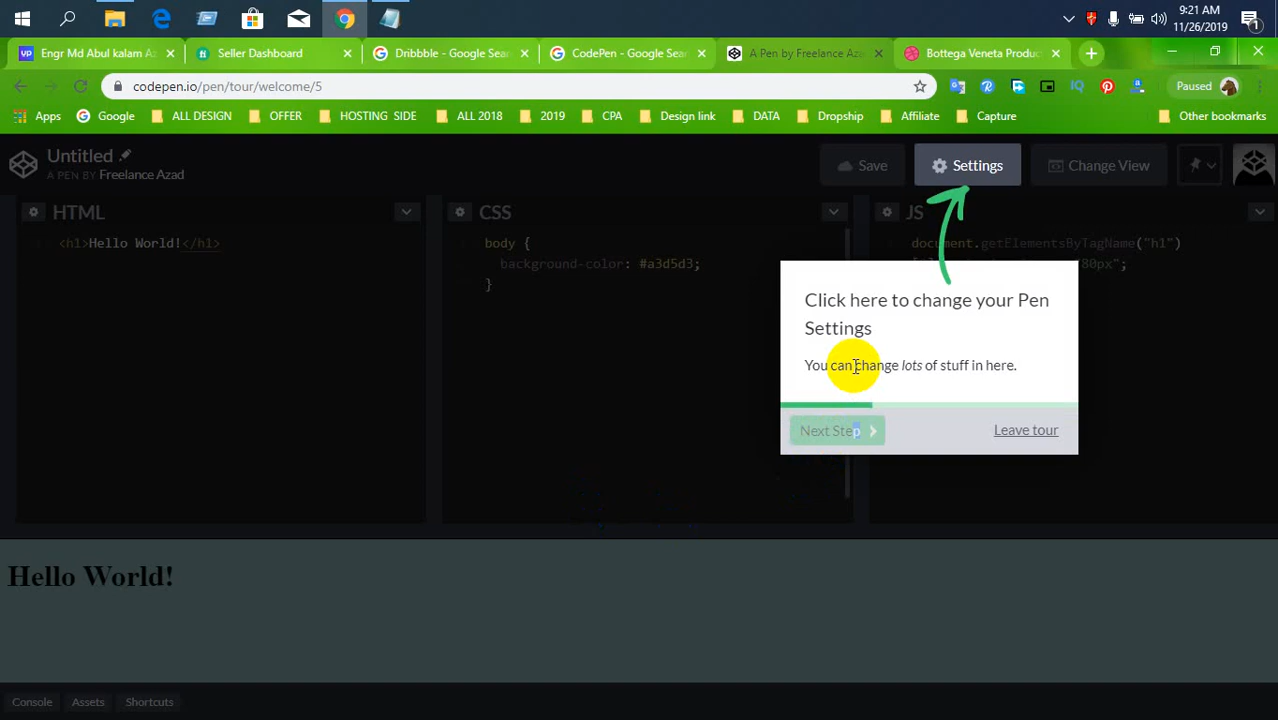 9:21 AM
11/26/2019
Engr Md Abul kalam Az
Seller Dashboard
Dribbble - Google Sea
CodePen - Google Sea
A Pen by Freelance Azad
Bottega Veneta Produc
codepen.io/pen/tour/welcome/5
Paused
Apps
Google
ALL DESIGN
OFFER
HOSTING SIDE
ALL 2018
2019
CPA
Design link
DATA
Dropship
Affiliate
Capture
Other bookmarks
Untitled
A PEN BY Freelance Azad
Save
Settings
Change View
HTML
CSS
JS
<h1>Hello World!</h1>
body {
background-color: #a3d5d3;
}
document.getElementsByTagName("h1")
80px";
Click here to change your Pen
Settings
You can change lots of stuff in here.
Next Step
Leave tour
Hello World!
Console
Assets
Shortcuts